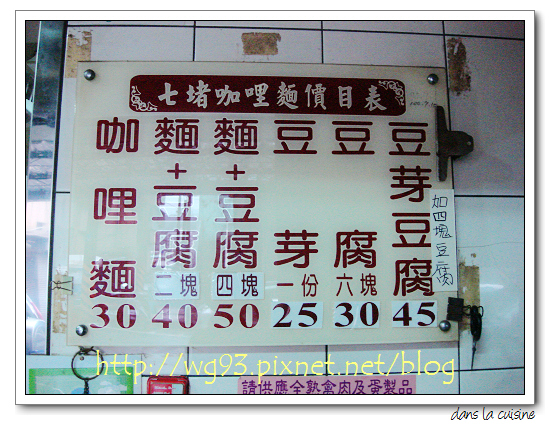 七堵咖哩麵價目表
咖哩麵 30
麵+豆腐 二塊 40
麵+豆腐 四塊 50
豆芽 一份 25
豆腐 六塊 30
豆芽豆腐 45
加四塊豆腐
http://wg93.pixnet.net/blog
請供應全熟禽肉及蛋製品
dans la cuisine